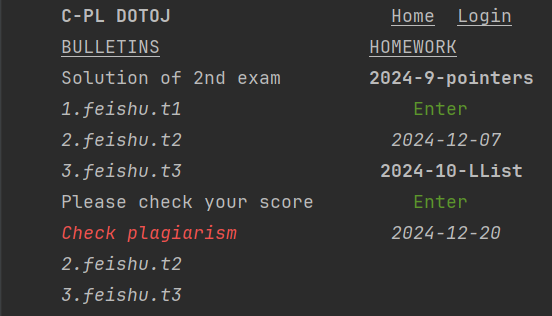 C-PL DOTOJ Home Login
BULLETINS HOMEWORK
Solution of 2nd exam 2024-9-pointers
1.feishu.t1 Enter
2.feishu.t2 2024-12-07
3.feishu.t3 2024-10-LList
Please check your score Enter
Check plagiarism 2024-12-20
2.feishu.t2
3.feishu.t3